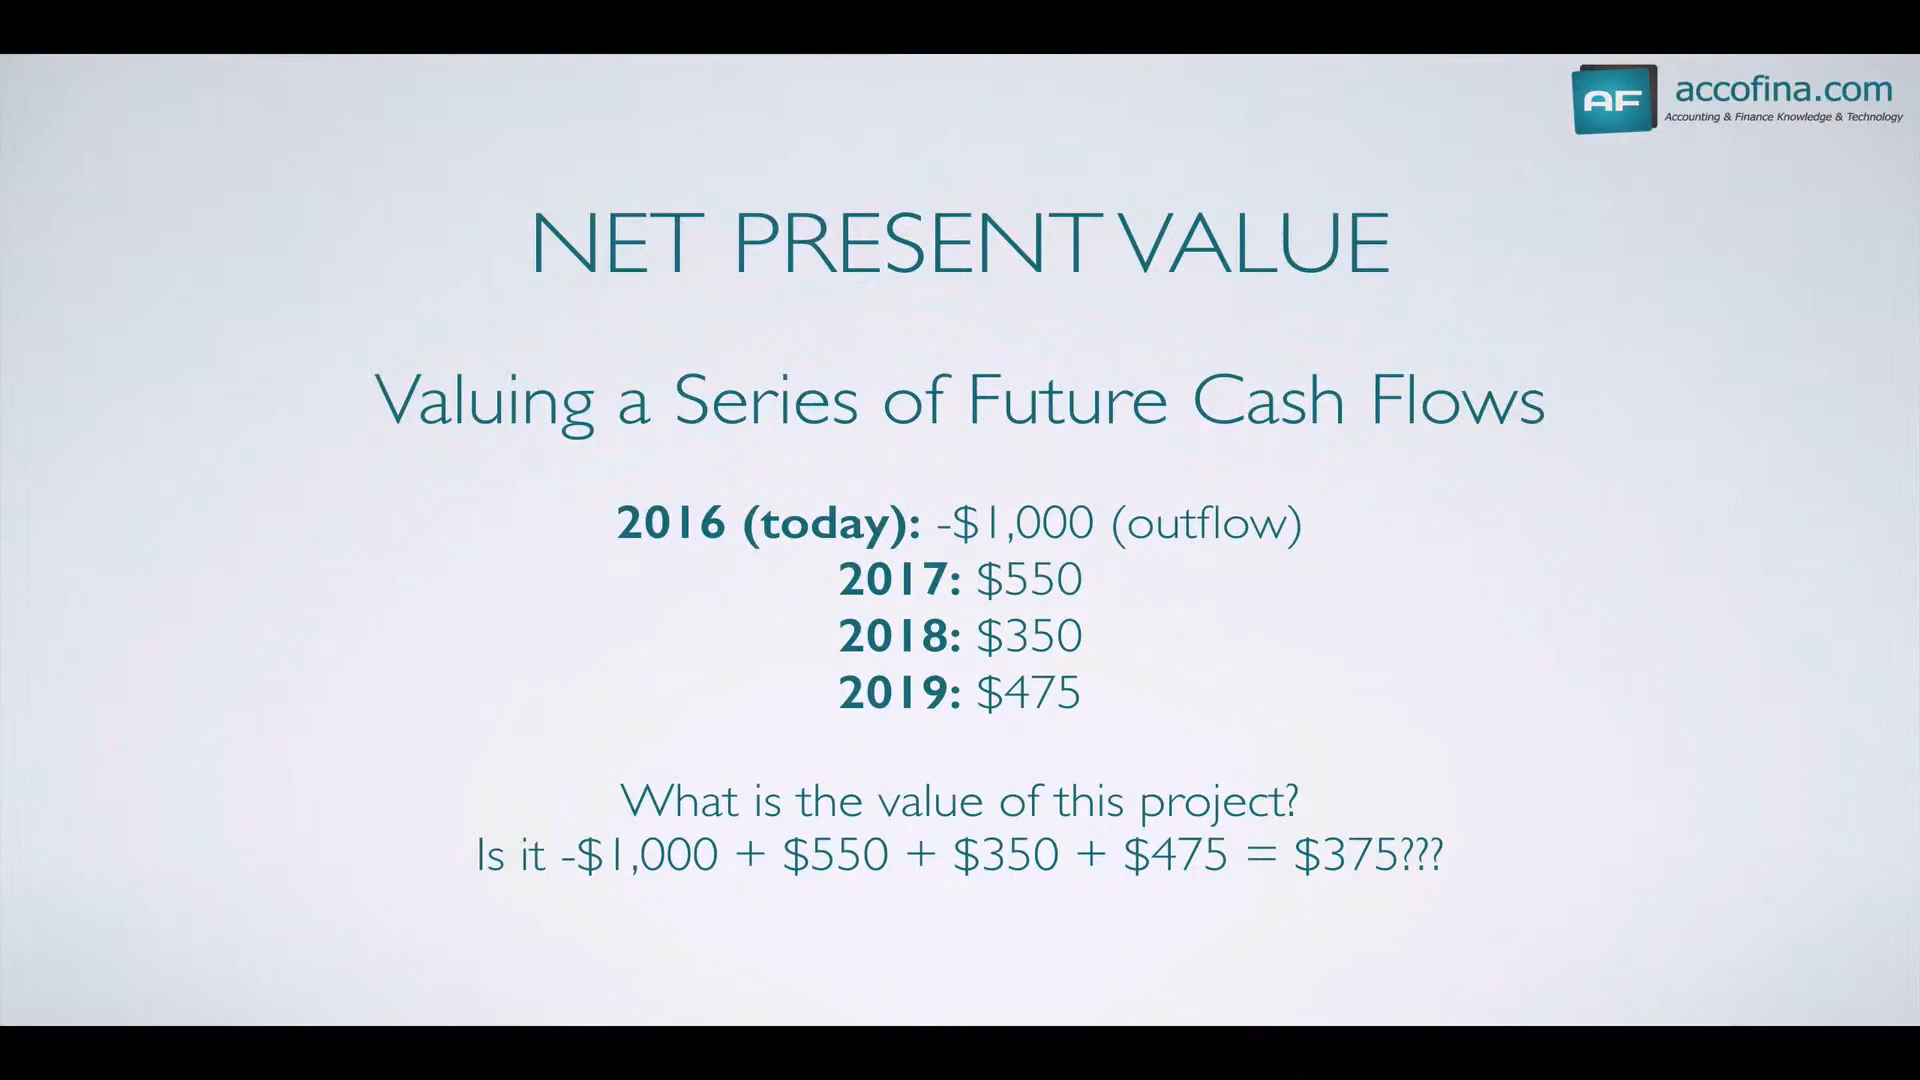 AF
accofina.com
Accounting & Finance Knowledge & Technology
NET PRESENT VALUE
Valuing a Series of Future Cash Flows
2016 (today): -$1,000 (outflow)
2017: $550
2018: $350
2019: $475
What is the value of this project?
Is it -$1,000 + $550 + $350 + $475 = $375???